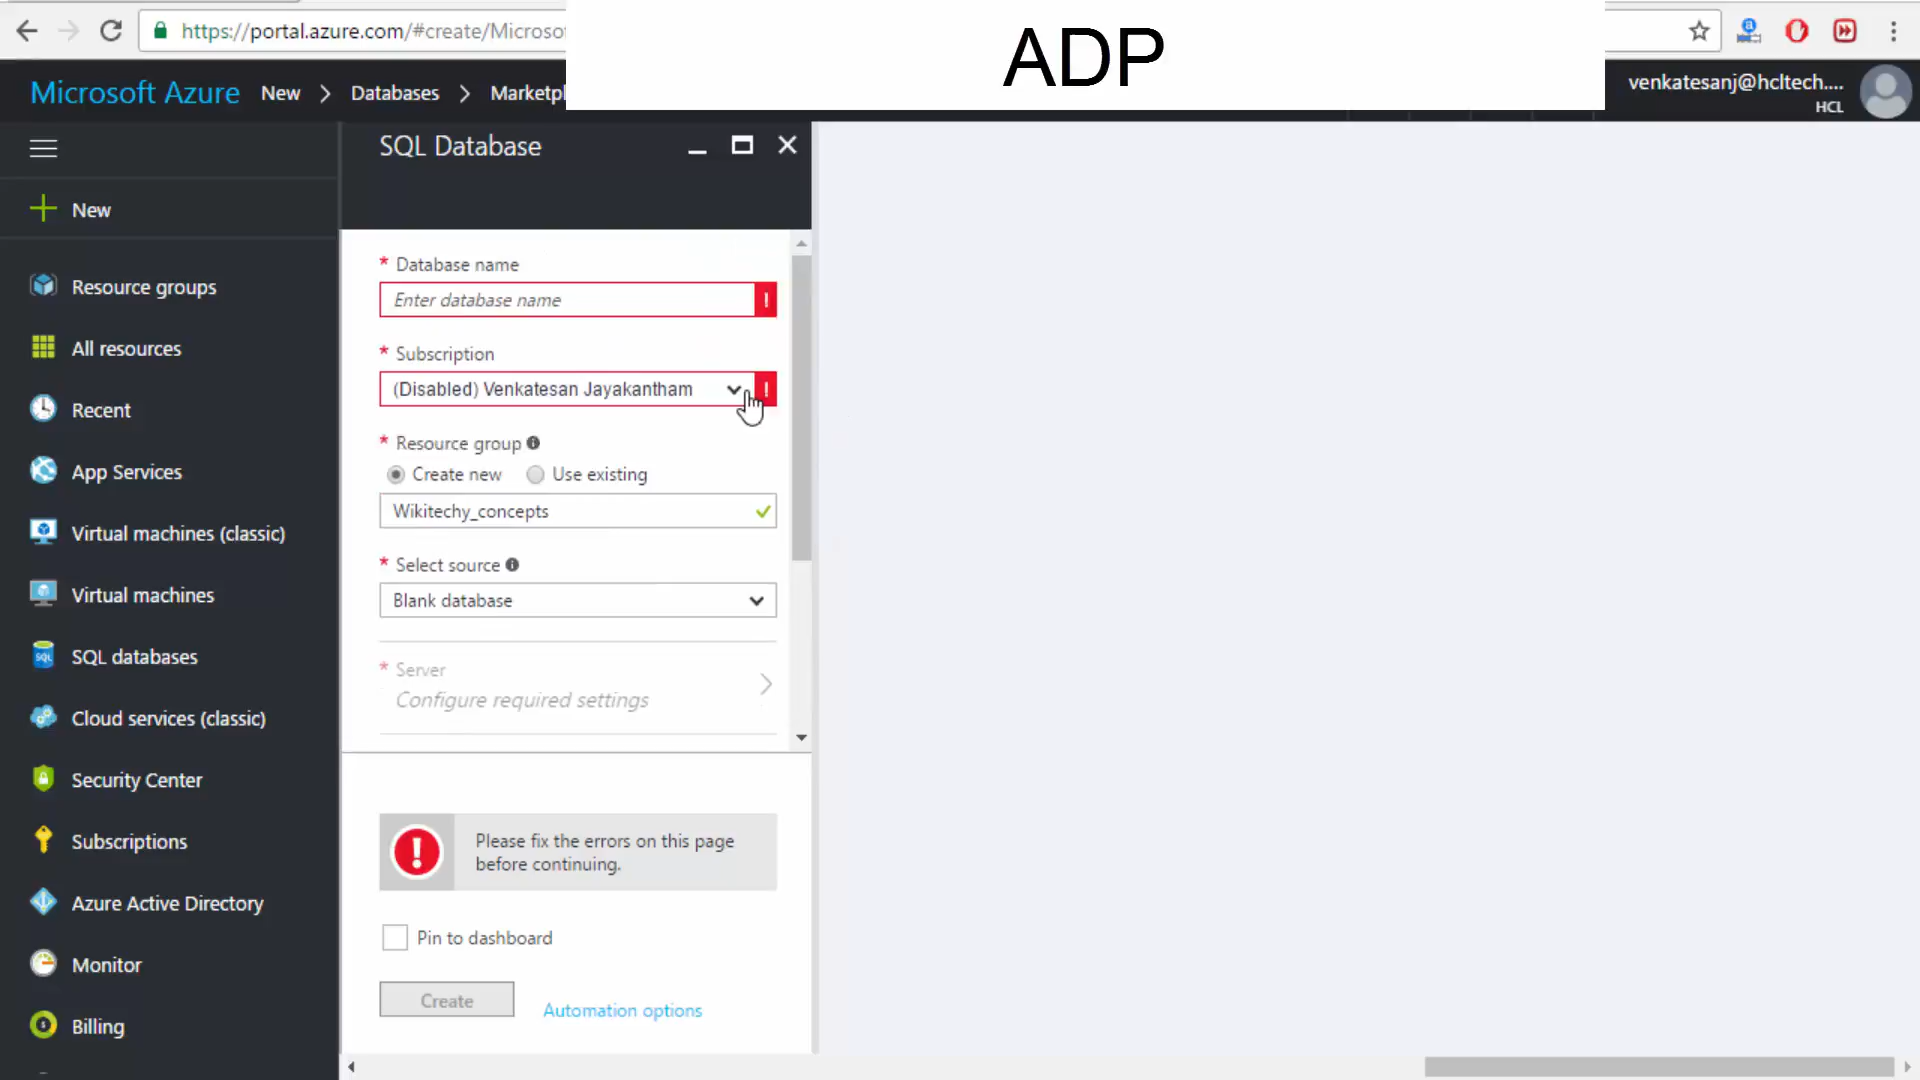 https://portal.azure.com/#create/Microso
ADP
Microsoft Azure New > Databases > Marketpl
venkatesanj@hcltech....
HCL
SQL Database
New
Resource groups
All resources
Recent
App Services
Virtual machines (classic)
Virtual machines
SQL databases
Cloud services (classic)
Security Center
Subscriptions
Azure Active Directory
Monitor
Billing
* Database name
Enter database name
* Subscription
(Disabled) Venkatesan Jayakantham
* Resource group
Create new Use existing
Wikitechy_concepts
* Select source
Blank database
* Server
Configure required settings
Please fix the errors on this page
before continuing.
Pin to dashboard
Create Automation options